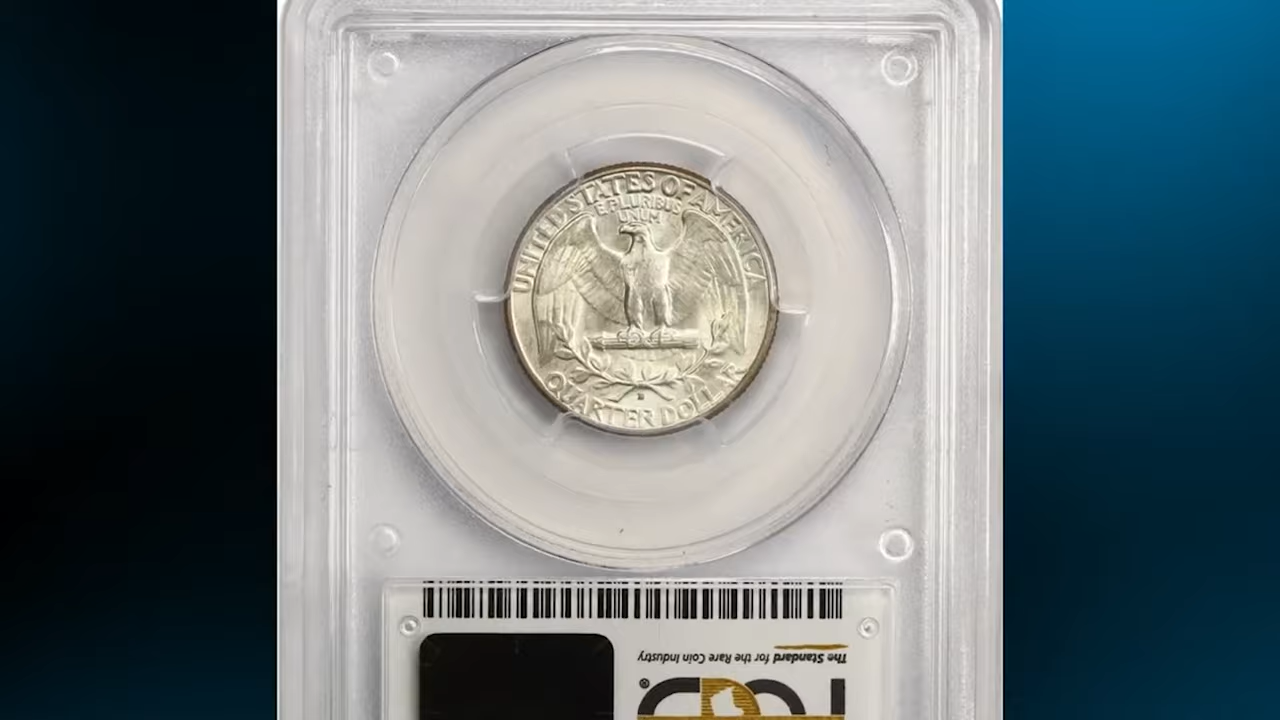 UNITED STATES OF AMERICA
E PLURIBUS
UNUM
QUARTER DOLLAR
The Standard for the Rare Coin Industry